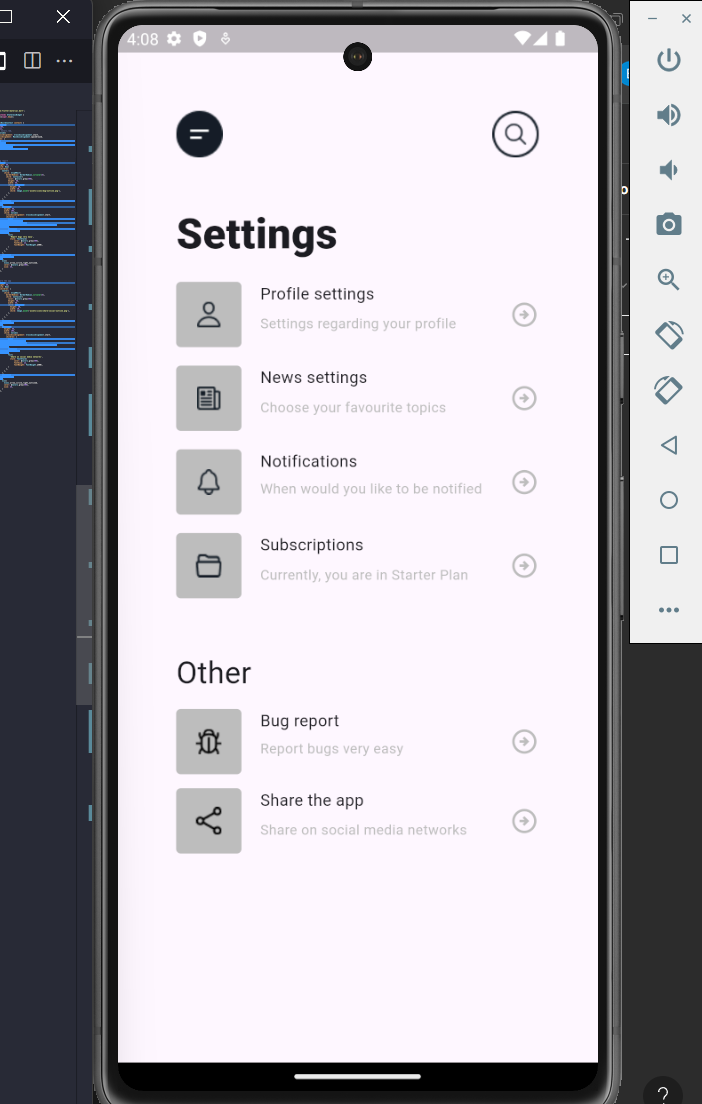 4:08
Settings
Profile settings
Settings regarding your profile
News settings
Choose your favourite topics
Notifications
When would you like to be notified
Subscriptions
Currently, you are in Starter Plan
Other
Bug report
Report bugs very easy
Share the app
Share on social media networks
?